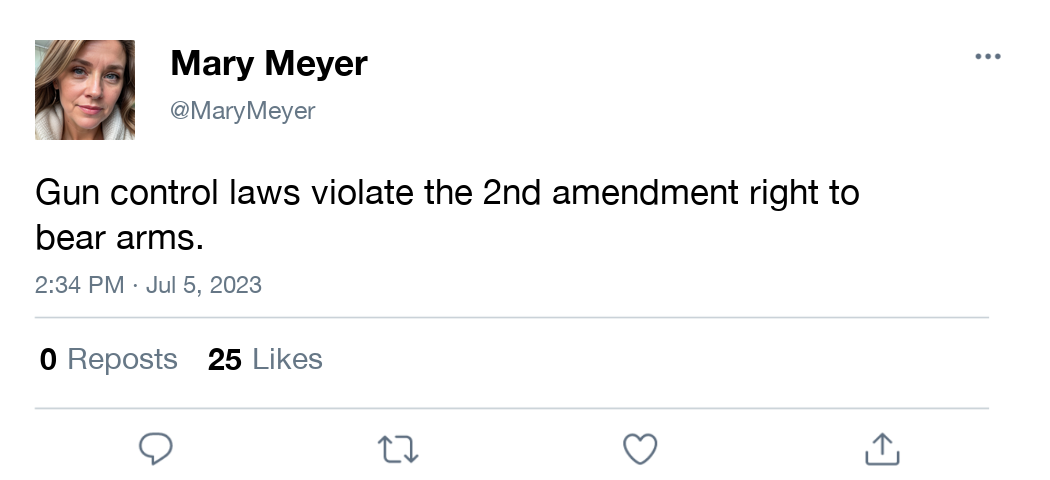 Mary Meyer
@MaryMeyer
Gun control laws violate the 2nd amendment right to
bear arms.
2:34 PM · Jul 5, 2023
0 Reposts 25 Likes